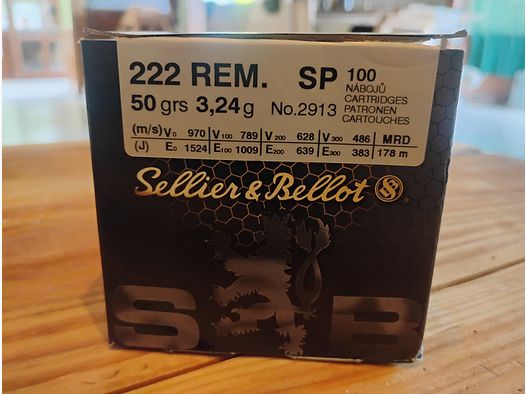 222 REM. SP 100
NÁBOJŮ
CARTRIDGES
PATRONEN
CARTOUCHES
50 grs 3,24 g No.2913
(m/s) V0 970 V100 789 V200 628 V300 486 MRD
(J) E0 1524 E100 1009 E200 639 E300 383 178 m
Sellier & Bellot
S B